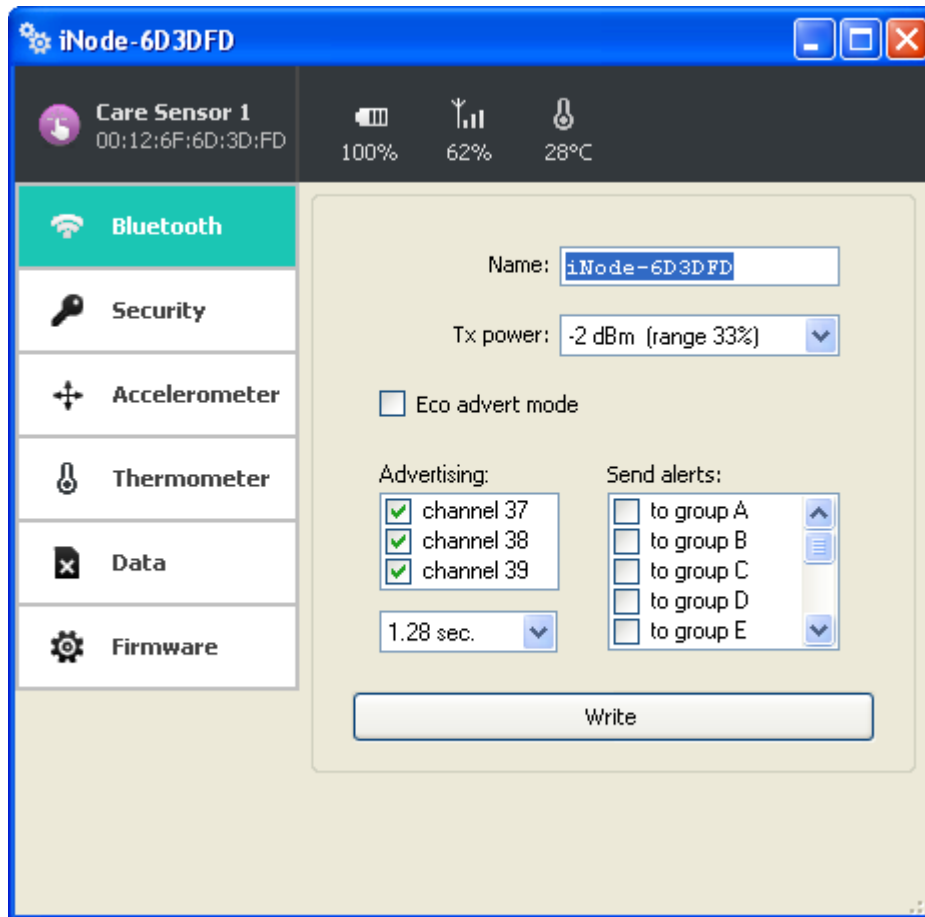 iNode-6D3DFD
Care Sensor 1
00:12:6F:6D:3D:FD
100%
62%
28°C
Bluetooth
Security
Accelerometer
Thermometer
Data
Firmware
Name: iNode-6D3DFD
Tx power: -2 dBm (range 33%)
Eco advert mode
Advertising:
channel 37
channel 38
channel 39
1.28 sec.
Send alerts:
to group A
to group B
to group C
to group D
to group E
Write